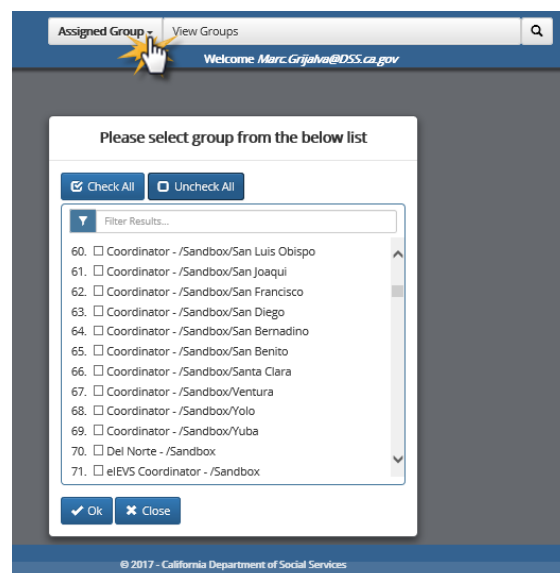 Assigned Group View Groups
Welcome Marc.Grijalva@DSS.ca.gov
Please select group from the below list
Check All Uncheck All
Filter Results...
60. Coordinator - /Sandbox/San Luis Obispo
61. Coordinator - /Sandbox/San Joaqui
62. Coordinator - /Sandbox/San Francisco
63. Coordinator - /Sandbox/San Diego
64. Coordinator - /Sandbox/San Bernadino
65. Coordinator - /Sandbox/San Benito
66. Coordinator - /Sandbox/Santa Clara
67. Coordinator - /Sandbox/Ventura
68. Coordinator - /Sandbox/Yolo
69. Coordinator - /Sandbox/Yuba
70. Del Norte - /Sandbox
71. eIEVS Coordinator - /Sandbox
Ok Close
© 2017 - California Department of Social Services